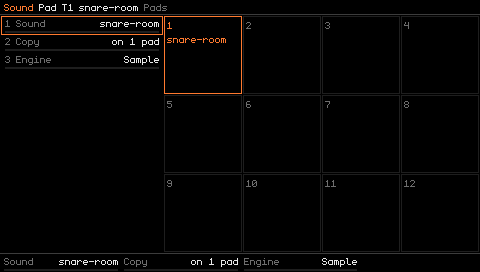 Sound Pad T1 snare-room Pads
1 Sound snare-room
2 Copy on 1 pad
3 Engine Sample
1 2 3 4
snare-room
5 6 7 8
9 10 11 12
Sound snare-room Copy on 1 pad Engine Sample